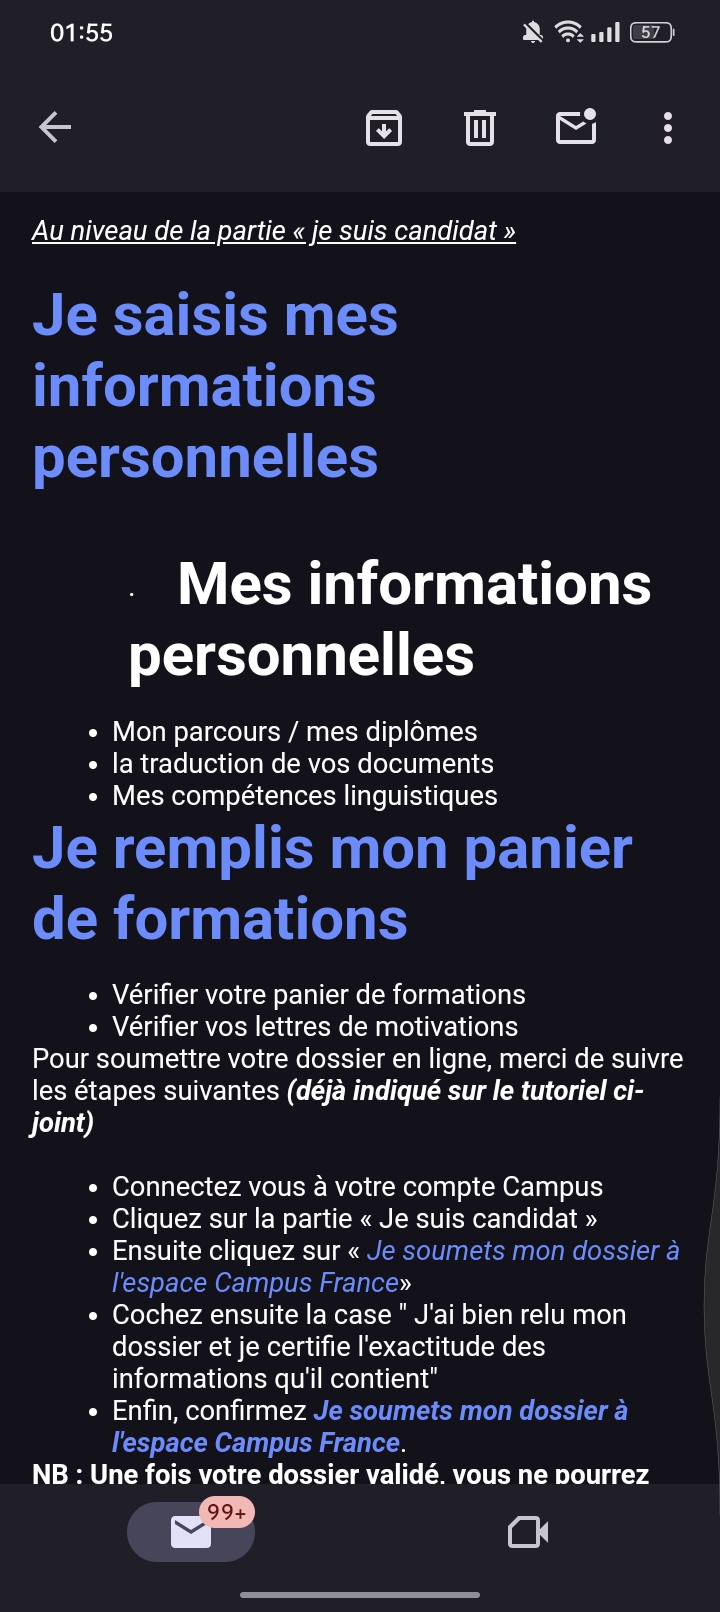 01:55
57
Au niveau de la partie « je suis candidat »
Je saisis mes
informations
personnelles
· Mes informations
personnelles
• Mon parcours / mes diplômes
• la traduction de vos documents
• Mes compétences linguistiques
Je remplis mon panier
de formations
• Vérifier votre panier de formations
• Vérifier vos lettres de motivations
Pour soumettre votre dossier en ligne, merci de suivre
les étapes suivantes (déjà indiqué sur le tutoriel ci-
joint)
• Connectez vous à votre compte Campus
• Cliquez sur la partie « Je suis candidat »
• Ensuite cliquez sur « Je soumets mon dossier à
l'espace Campus France»
• Cochez ensuite la case " J'ai bien relu mon
dossier et je certifie l'exactitude des
informations qu'il contient"
• Enfin, confirmez Je soumets mon dossier à
l'espace Campus France.
NB : Une fois votre dossier validé, vous ne pourrez
99+